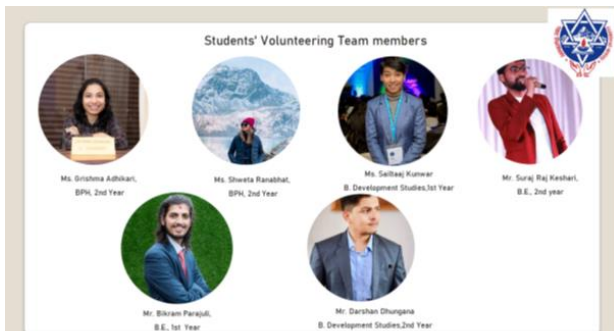 Students' Volunteering Team members
Ms. Grishma Adhikari,
BPH, 2nd Year
Ms. Shweta Ranabhat,
BPH, 2nd Year
Ms. Sailtaaj Kunwar
B. Development Studies,1st Year
Mr. Suraj Raj Keshari,
B.E., 2nd year
Mr. Bikram Parajuli,
B.E., 1st Year
Mr. Darshan Dhungana
B. Development Studies,2nd Year